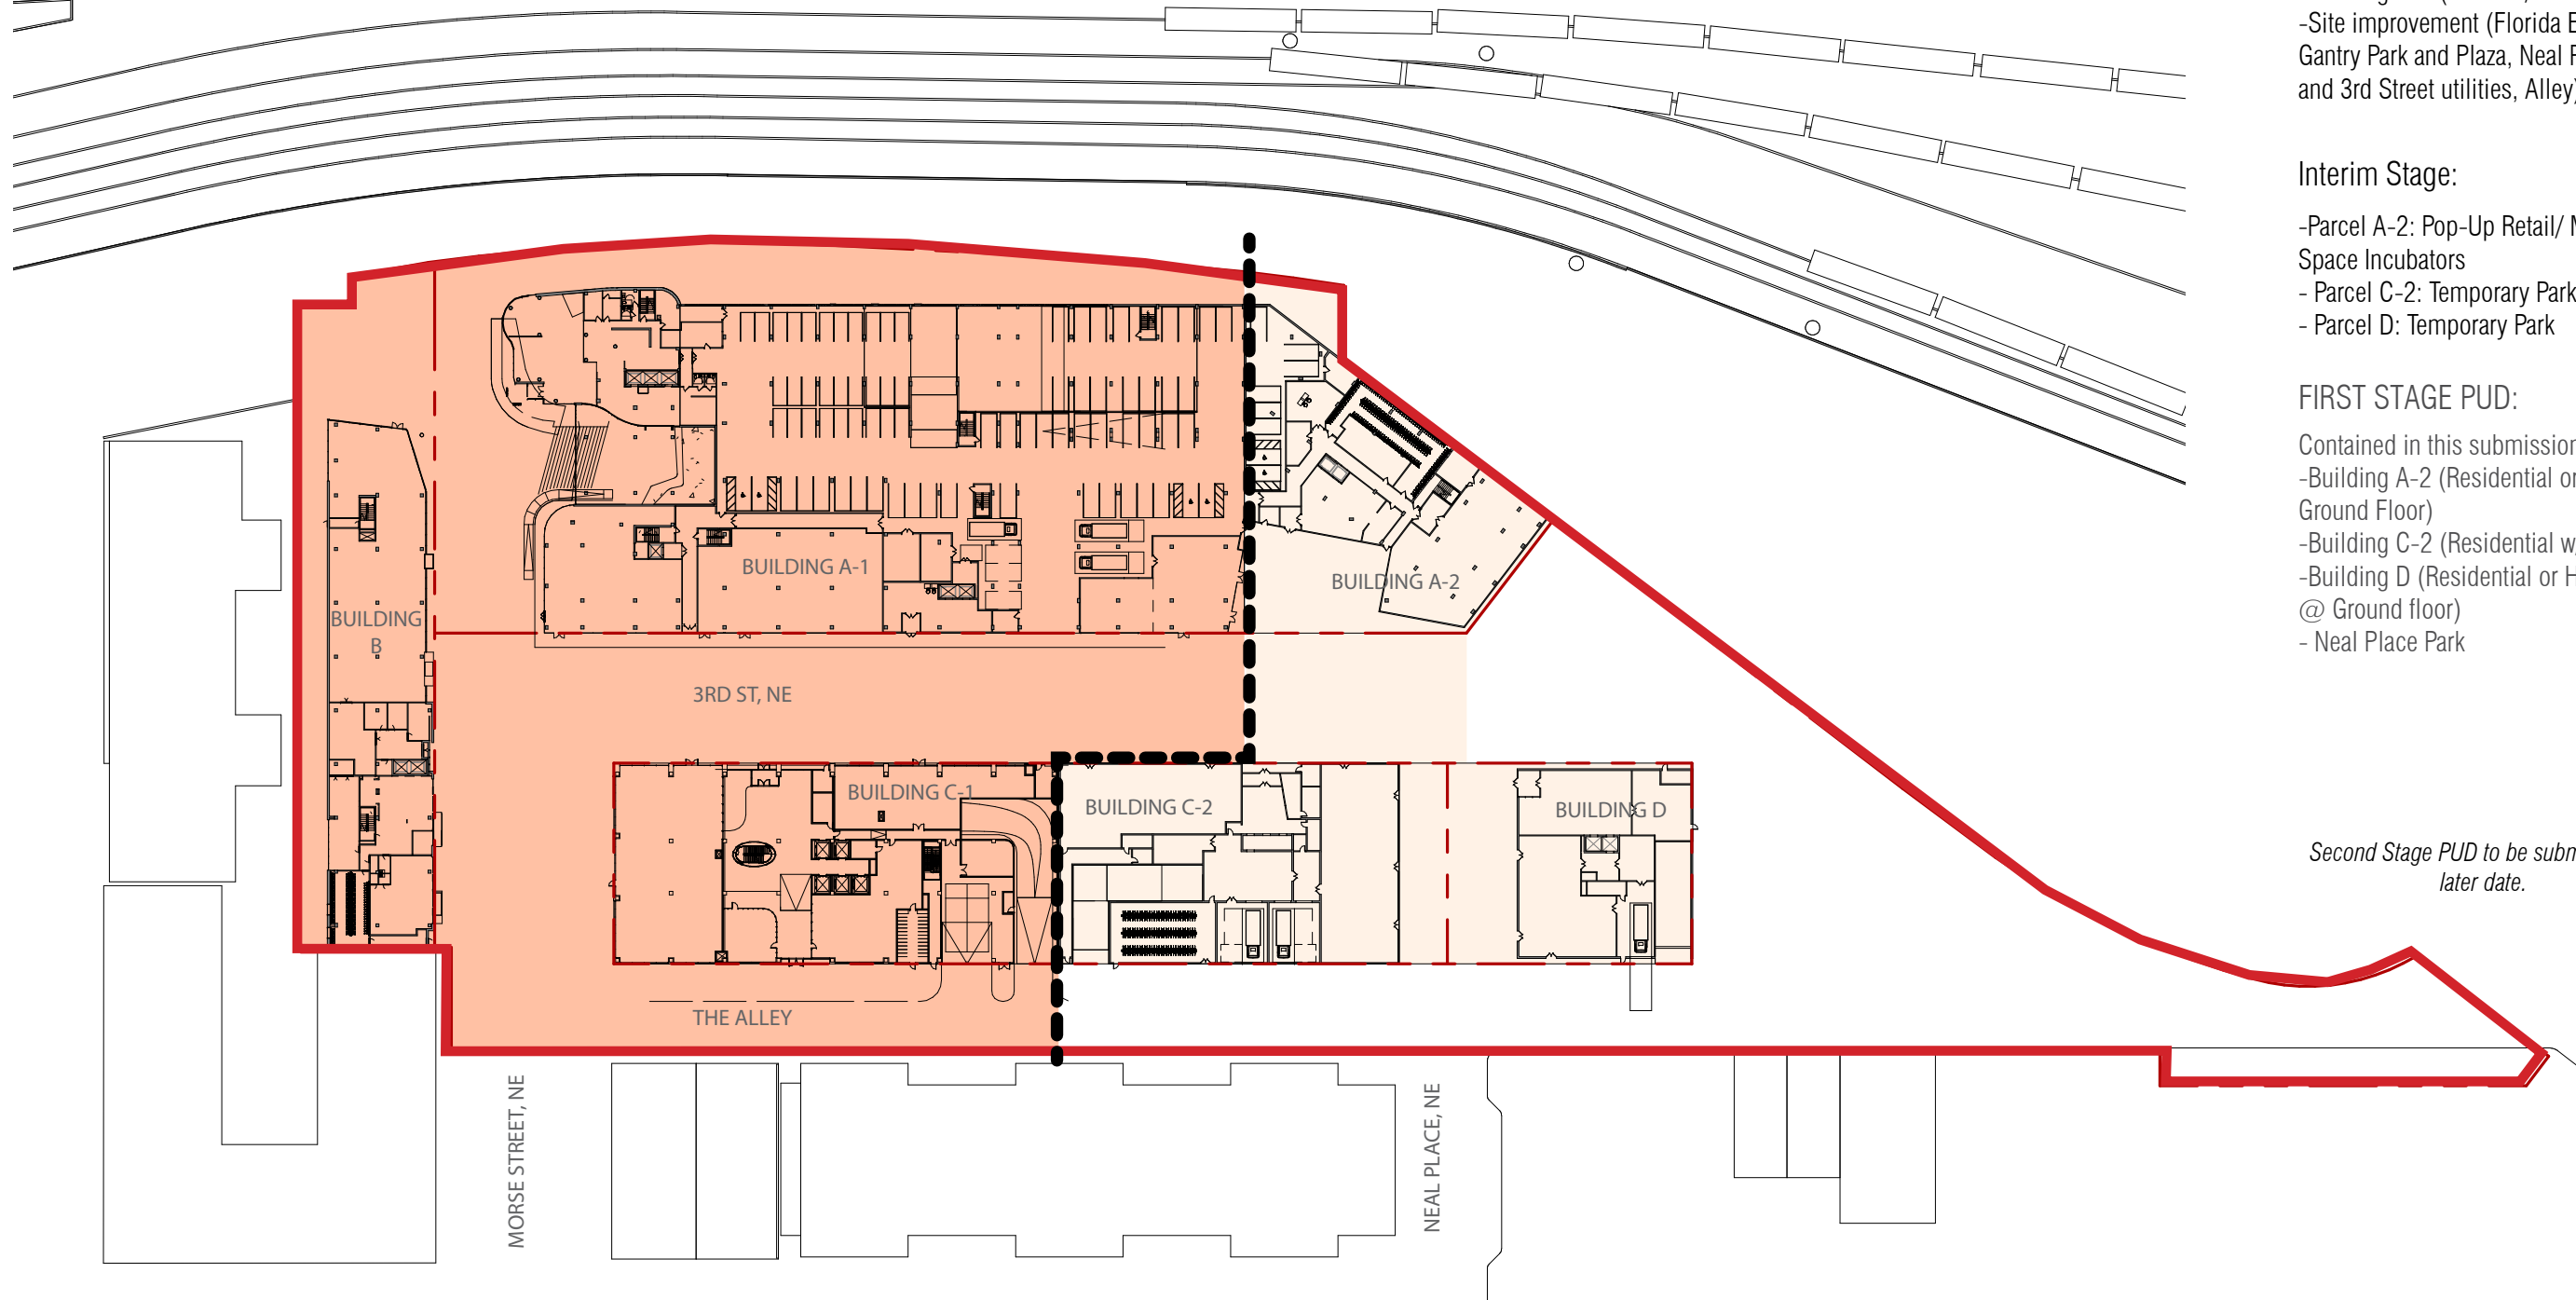 -Site improvement (Florida
Gantry Park and Plaza, Neal
and 3rd Street utilities, Alley)
Interim Stage:
-Parcel A-2: Pop-Up Retail/
Space Incubators
- Parcel C-2: Temporary Park
- Parcel D: Temporary Park
FIRST STAGE PUD:
Contained in this submission
-Building A-2 (Residential or
Ground Floor)
-Building C-2 (Residential
-Building D (Residential or
@ Ground floor)
- Neal Place Park
Second Stage PUD to be
later date.
BUILDING A-1
BUILDING A-2
BUILDING
B
3RD ST, NE
BUILDING C-1
BUILDING C-2
BUILDING D
THE ALLEY
MORSE STREET, NE
NEAL PLACE, NE